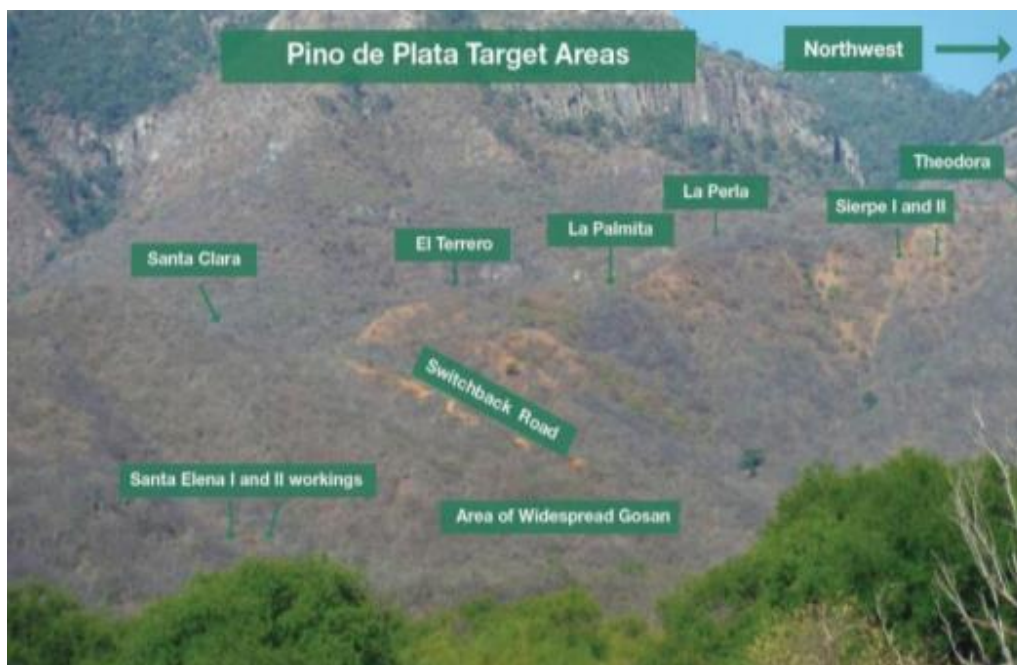 Pino de Plata Target Areas
Northwest
Theodora
La Perla
Sierpe I and II
La Palmita
El Terrero
Santa Clara
Switchback Road
Santa Elena I and II workings
Area of Widespread Gosan